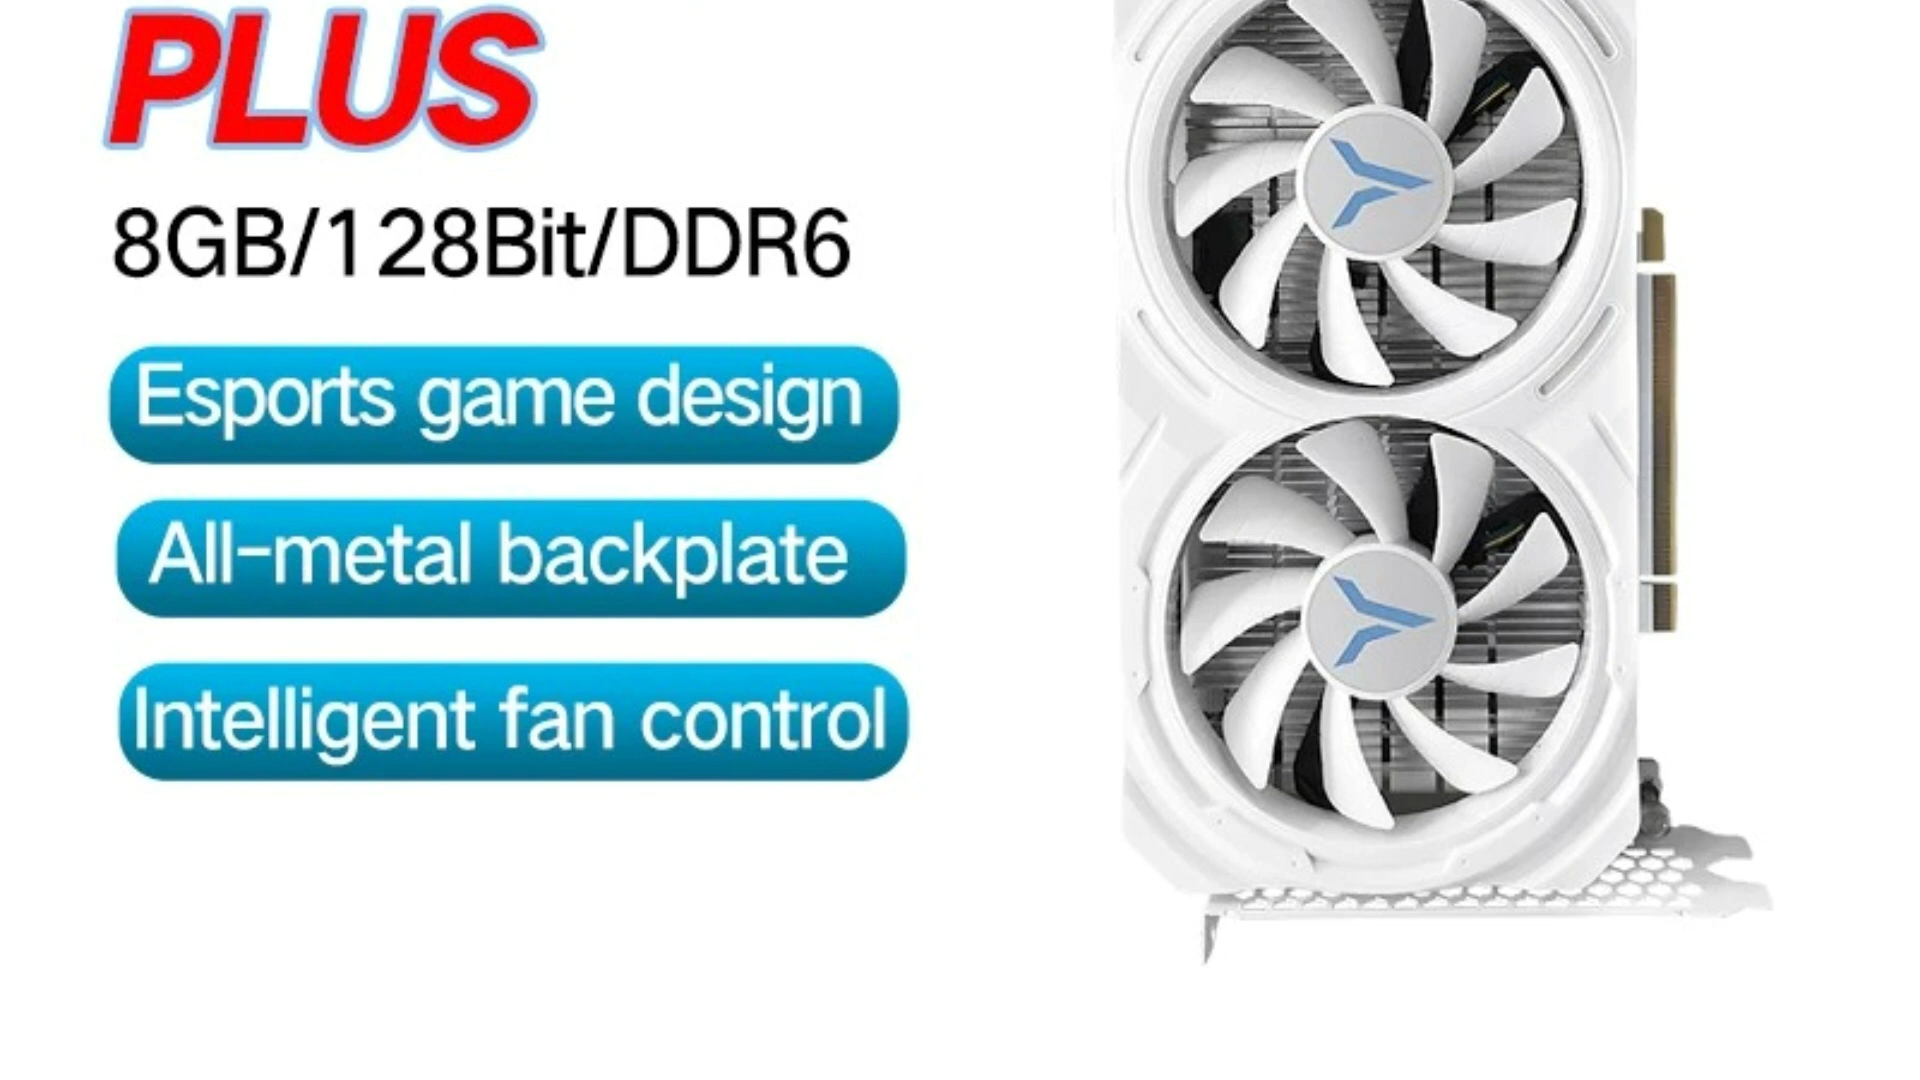 PLUS
8GB/128Bit/DDR6
Esports game design
All-metal backplate
Intelligent fan control